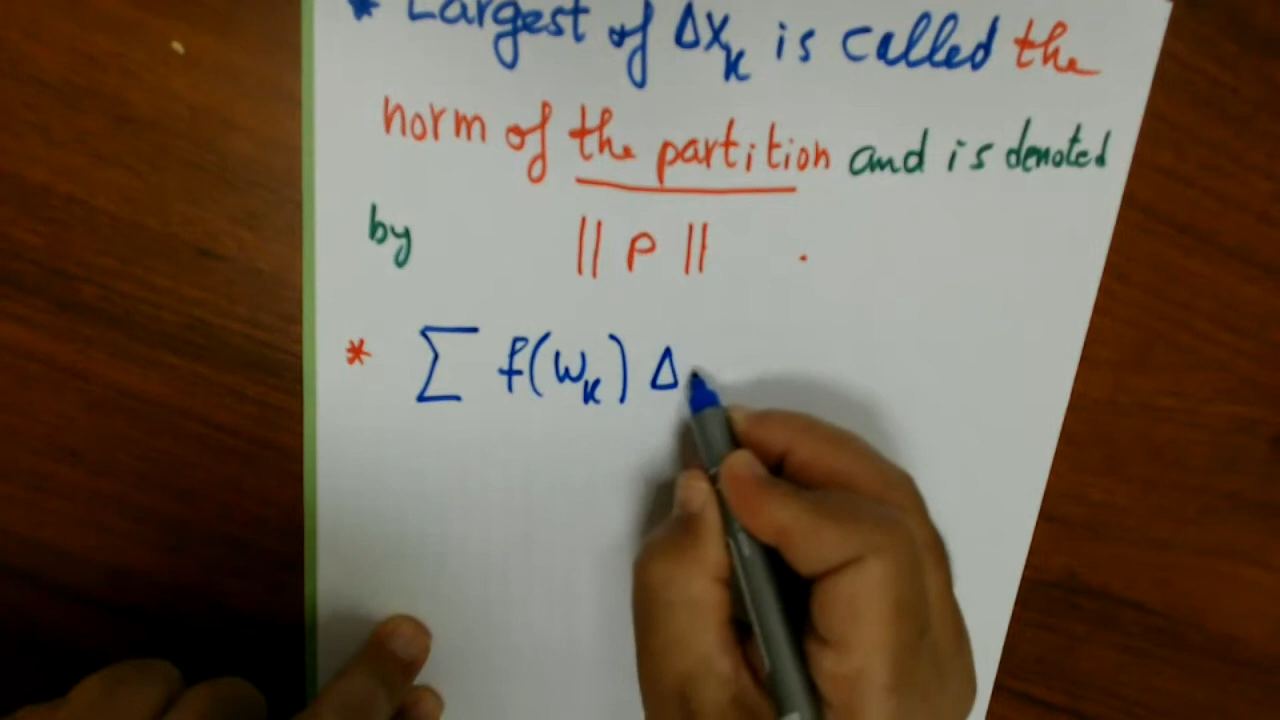 * Largest of Δx_k is called the
norm of the partition and is denoted
by || P || .
* Σ f(w_k) Δ